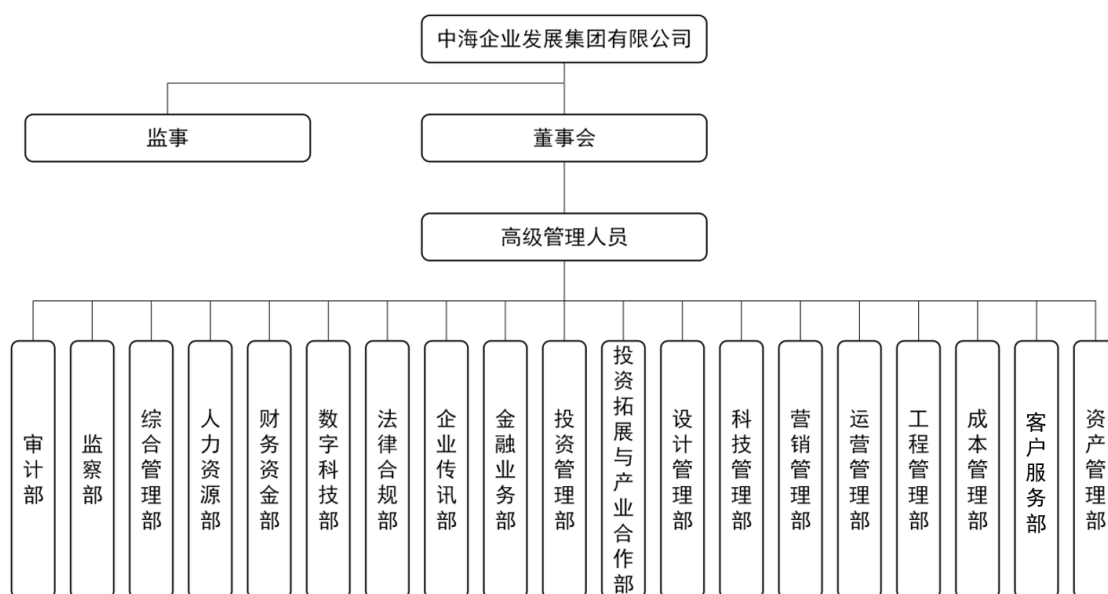 中海企业发展集团有限公司
监事
董事会
高级管理人员
审计部
监察部
综合管理部
人力资源部
财务资金部
数字科技部
法律合规部
企业传讯部
金融业务部
投资管理部
投资拓展与产业合作部
设计管理部
科技管理部
营销管理部
运营管理部
工程管理部
成本管理部
客户服务部
资产管理部